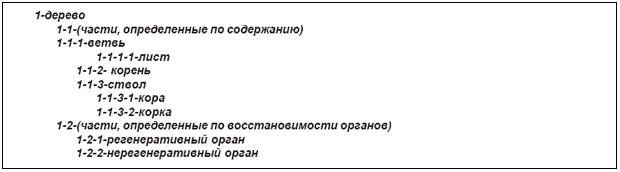 1-дерево
1-1-(части, определенные по содержанию)
1-1-1-ветвь
1-1-1-1-лист
1-1-2- корень
1-1-3-ствол
1-1-3-1-кора
1-1-3-2-корка
1-2-(части, определенные по восстановимости органов)
1-2-1-регенеративный орган
1-2-2-нерегенеративный орган